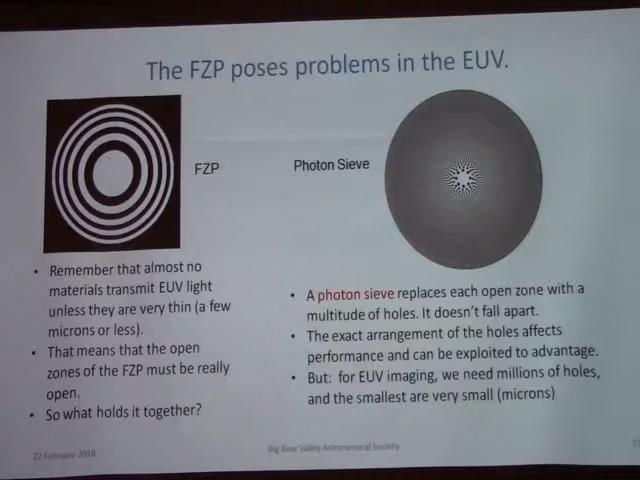 The FZP poses problems in the EUV.
FZP
Photon Sieve
• Remember that almost no
materials transmit EUV light
unless they are very thin (a few
microns or less).
• That means that the open
zones of the FZP must be really
open.
• So what holds it together?
• A photon sieve replaces each open zone with a
multitude of holes. It doesn't fall apart.
• The exact arrangement of the holes affects
performance and can be exploited to advantage.
• But: for EUV imaging, we need millions of holes,
and the smallest are very small (microns)
22 February 2018
Big Bear Valley Astronomical Society